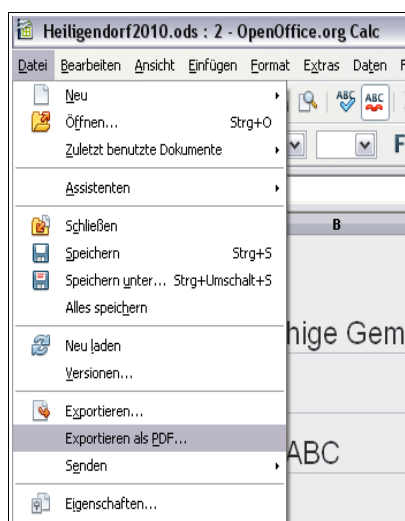 Heiligendorf2010.ods : 2 - OpenOffice.org Calc
Datei Bearbeiten Ansicht Einfügen Format Extras Daten F
Neu
Öffnen... Strg+O
Zuletzt benutzte Dokumente
Assistenten
Schließen
Speichern Strg+S
Speichern unter... Strg+Umschalt+S
Alles speichern
Neu laden
Versionen...
Exportieren...
Exportieren als PDF...
Senden
Eigenschaften...
ABC ABC
F
B
hige Gem
ABC